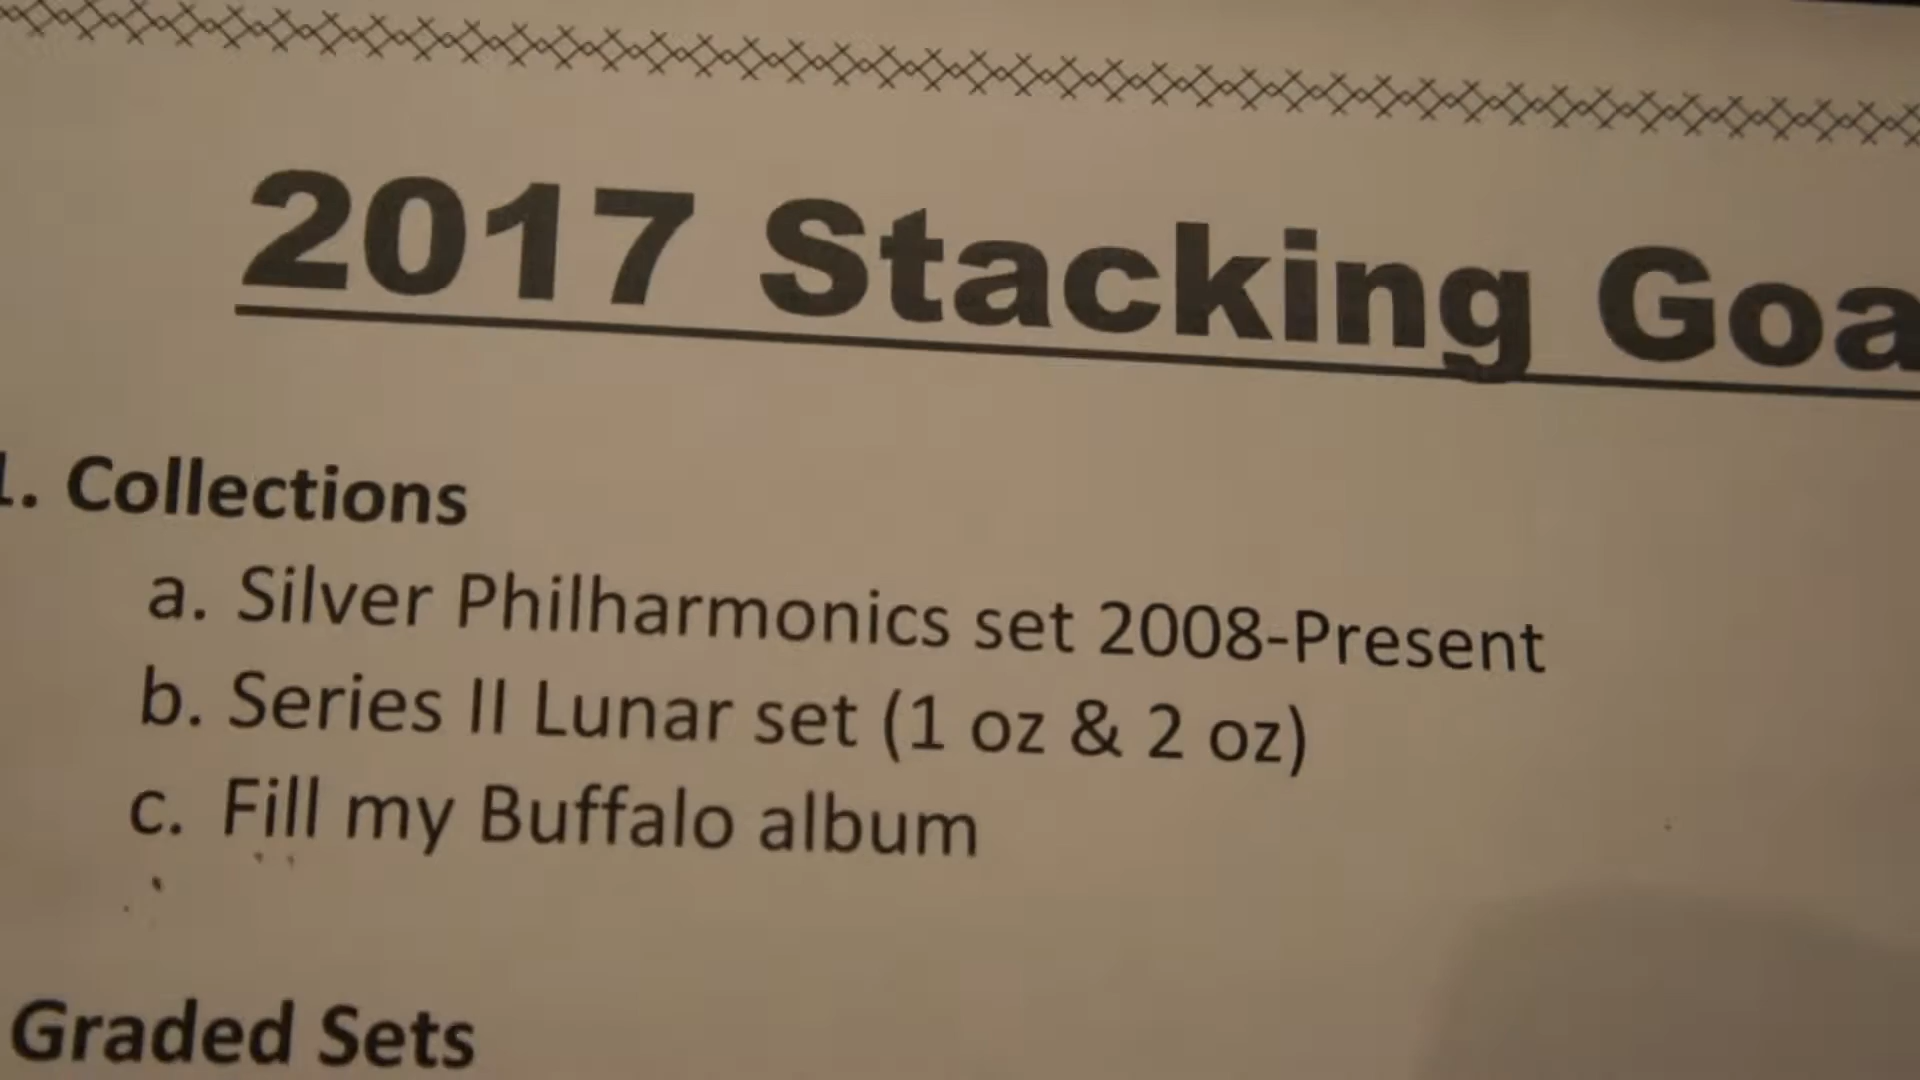 2017 Stacking Goa
1. Collections
a. Silver Philharmonics set 2008-Present
b. Series II Lunar set (1 oz & 2 oz)
c. Fill my Buffalo album
Graded Sets